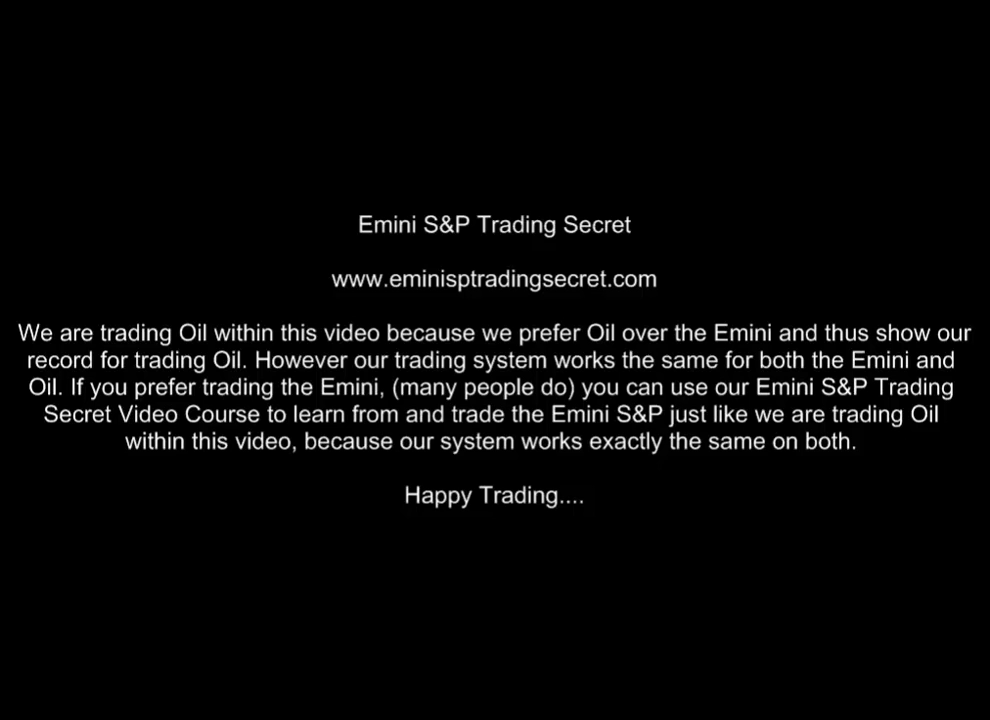 Emini S&P Trading Secret
www.eminisptradingsecret.com
We are trading Oil within this video because we prefer Oil over the Emini and thus show our
record for trading Oil. However our trading system works the same for both the Emini and
Oil. If you prefer trading the Emini, (many people do) you can use our Emini S&P Trading
Secret Video Course to learn from and trade the Emini S&P just like we are trading Oil
within this video, because our system works exactly the same on both.
Happy Trading....